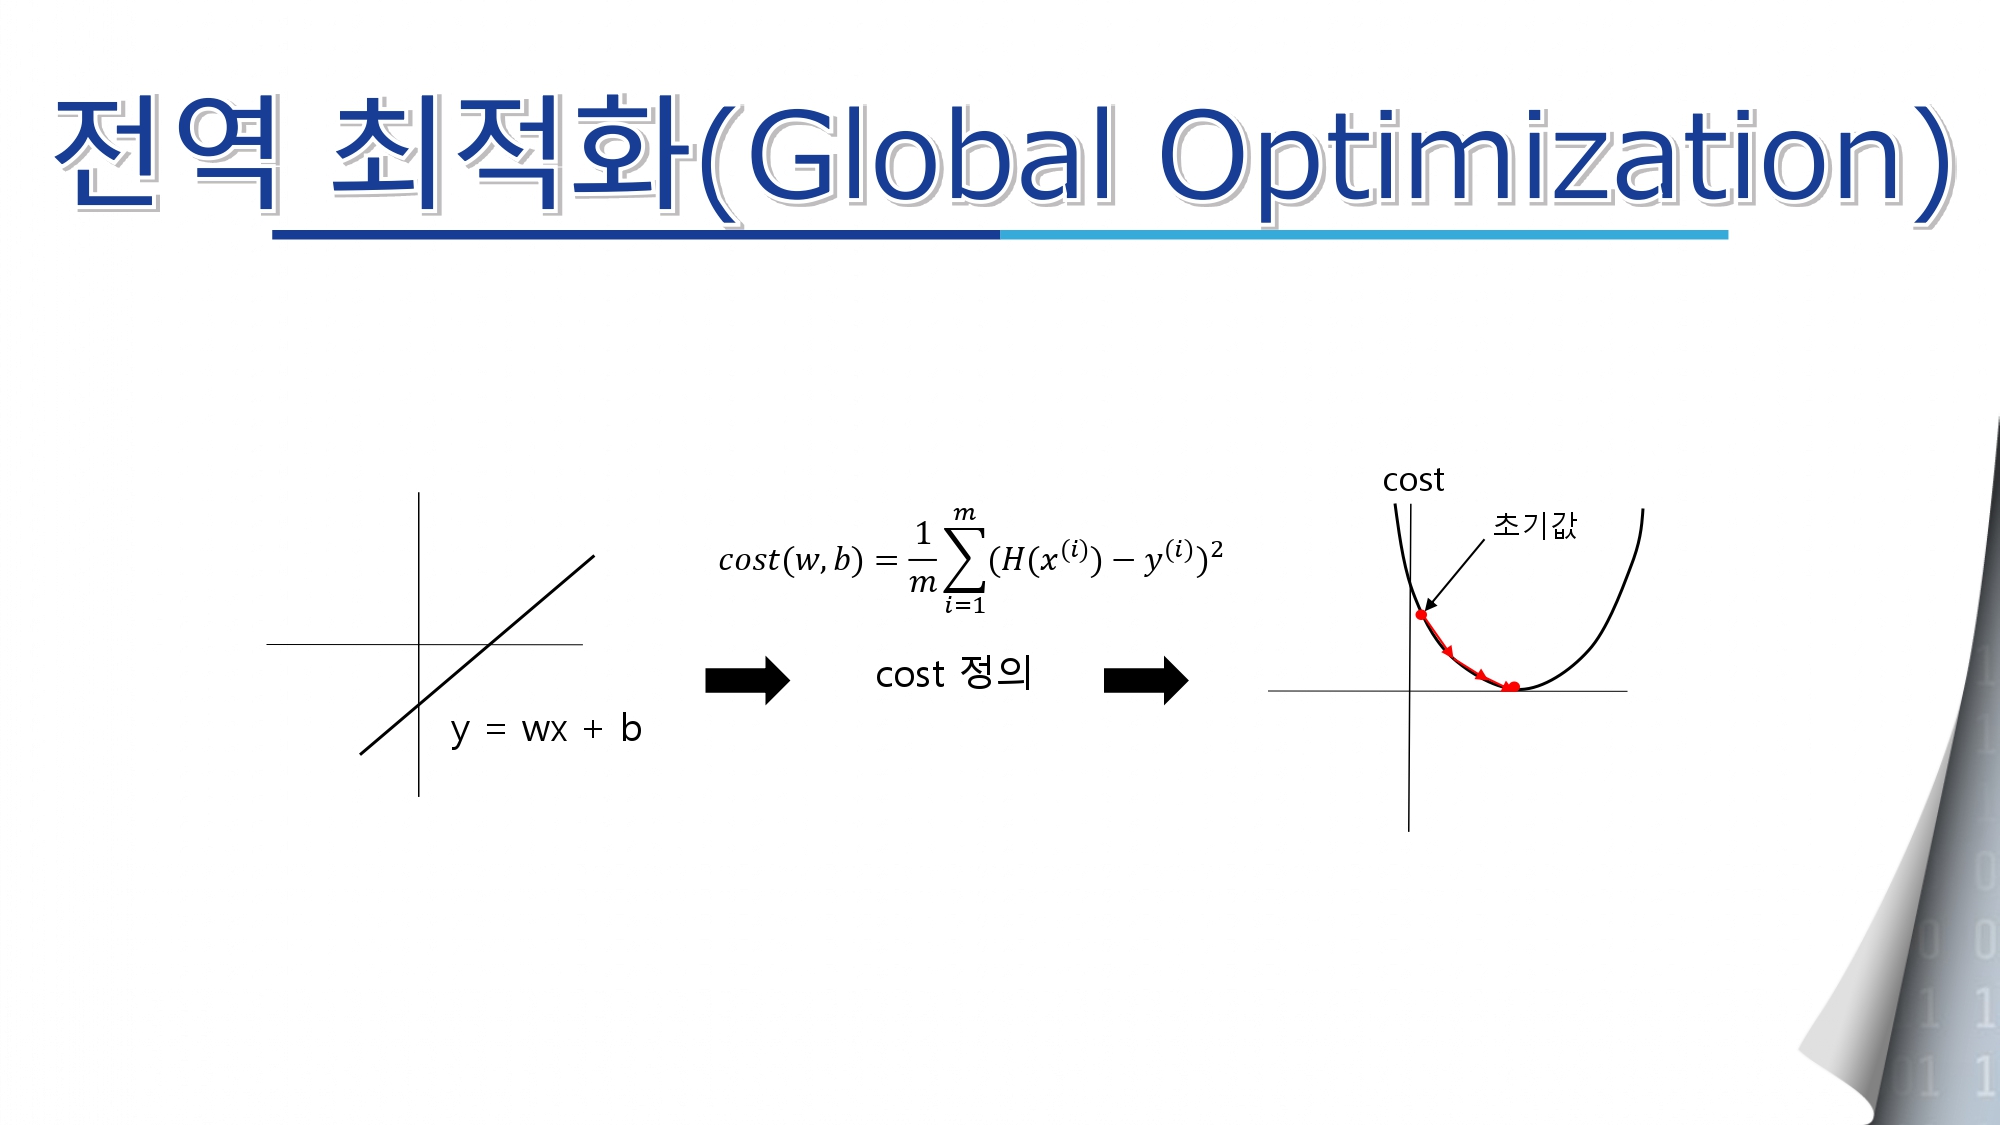 전역 최적화(Global Optimization)
y = wx + b
cost(w, b) = \frac{1}{m} \sum_{i=1}^{m} (H(x^{(i)}) − y^{(i)})^2
cost 정의
cost
초기값